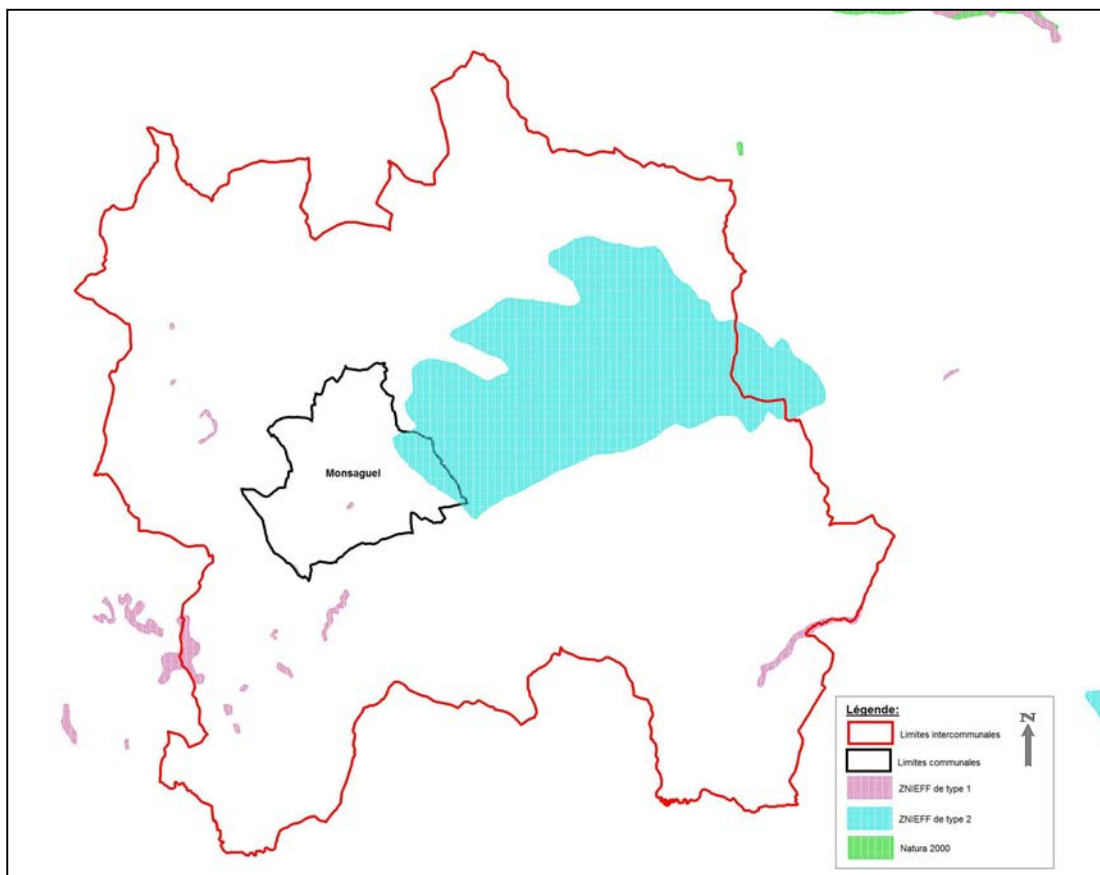 Monsaguel
Légende:
N
Limites intercommunales
Limites communales
ZNIEFF de type 1
ZNIEFF de type 2
Natura 2000